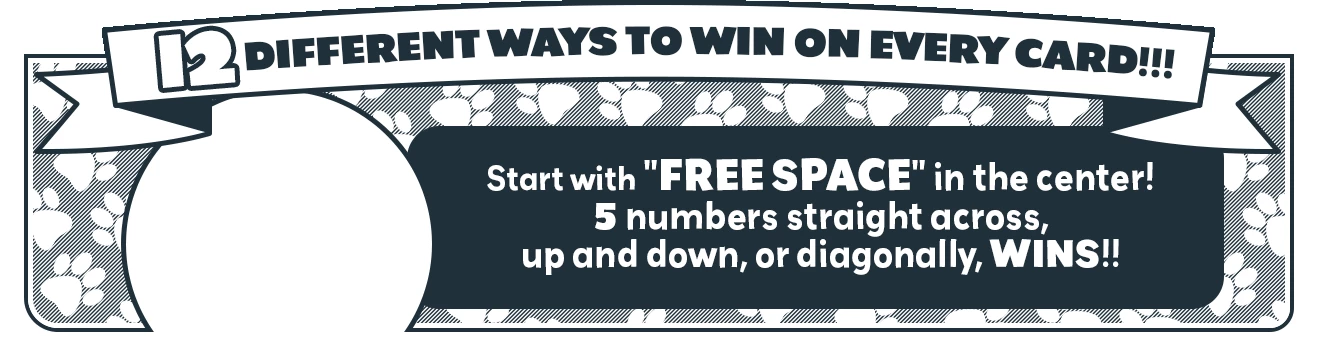 12 DIFFERENT WAYS TO WIN ON EVERY CARD!!!
Start with "FREE SPACE" in the center!
5 numbers straight across,
up and down, or diagonally, WINS!!